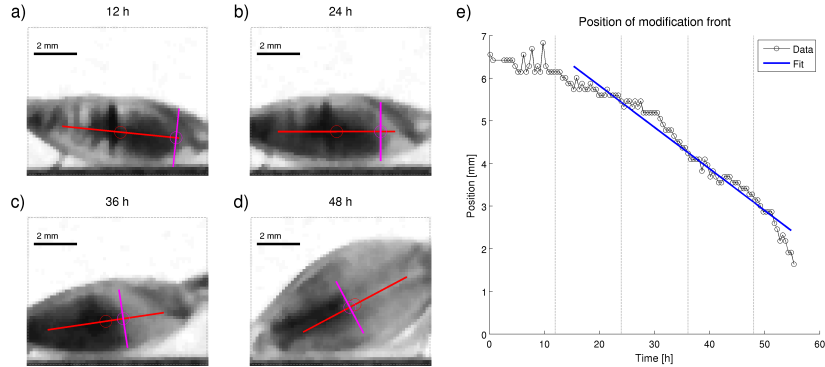 a) 12 h
2 mm
b) 24 h
2 mm
c) 36 h
2 mm
d) 48 h
2 mm
e)
Position of modification front
Data
Fit
7
6
5
4
3
2
1
0
Position [mm]
0 10 20 30 40 50 60
Time [h]